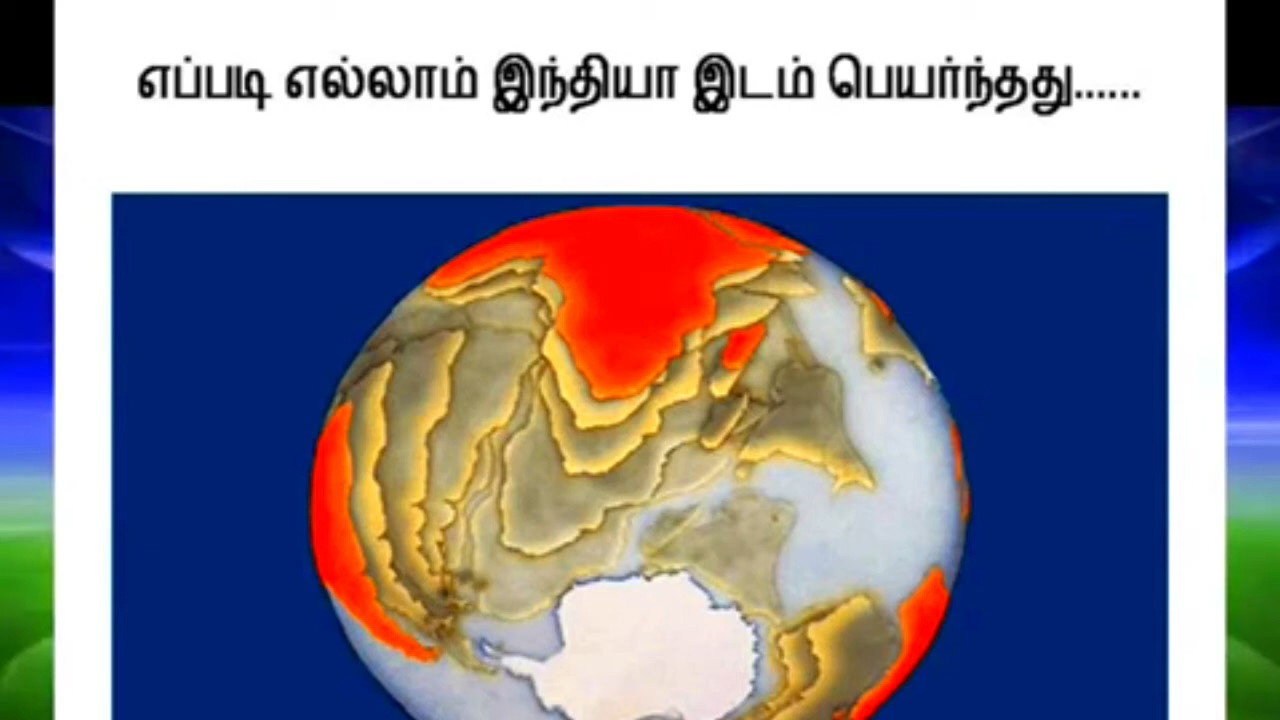 எப்படி எல்லாம் இந்தியா இடம் பெயர்ந்தது......